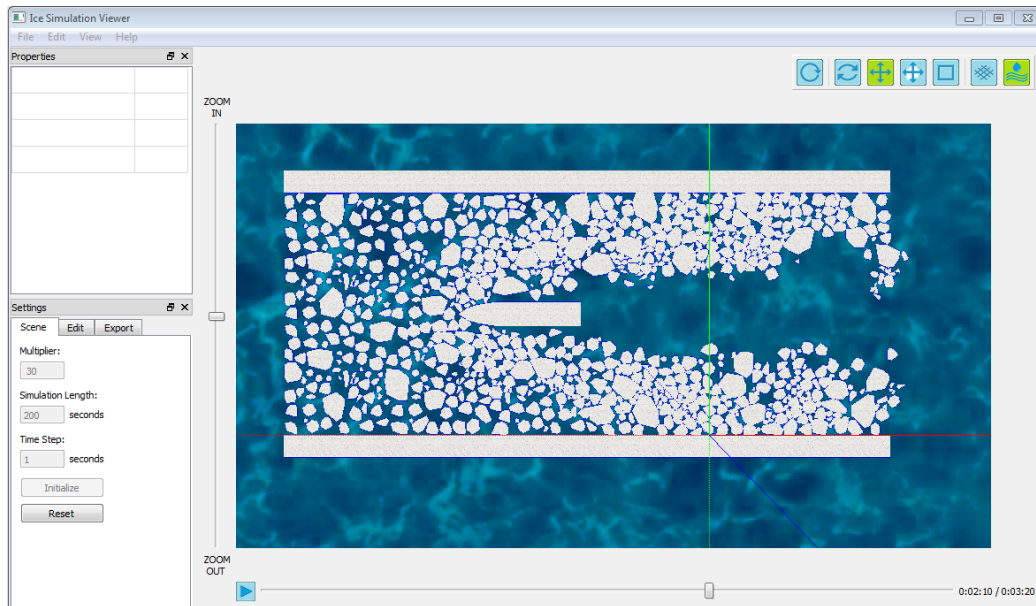 Ice Simulation Viewer
File Edit View Help
Properties
ZOOM
IN
Settings
Scene Edit Export
Multiplier:
30
Simulation Length:
200 seconds
Time Step:
1 seconds
Initialize
Reset
ZOOM
OUT
0:02:10 / 0:03:20